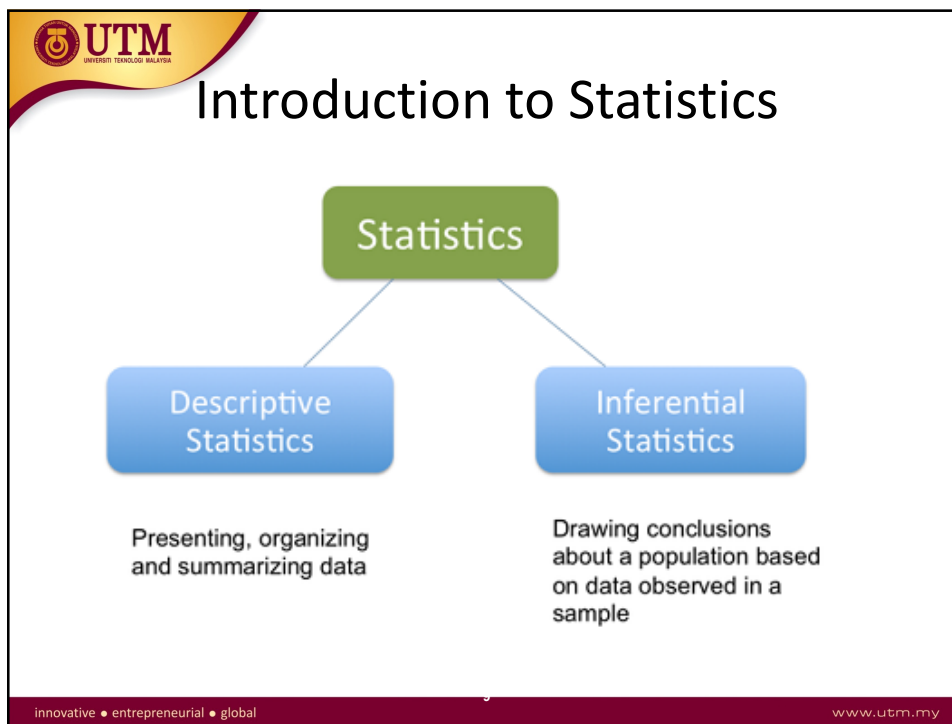 UTM
UNIVERSITI TEKNOLOGI MALAYSIA
Introduction to Statistics
Statistics
Descriptive
Statistics
Inferential
Statistics
Presenting, organizing
and summarizing data
Drawing conclusions
about a population based
on data observed in a
sample
innovative ● entrepreneurial ● global
www.utm.my